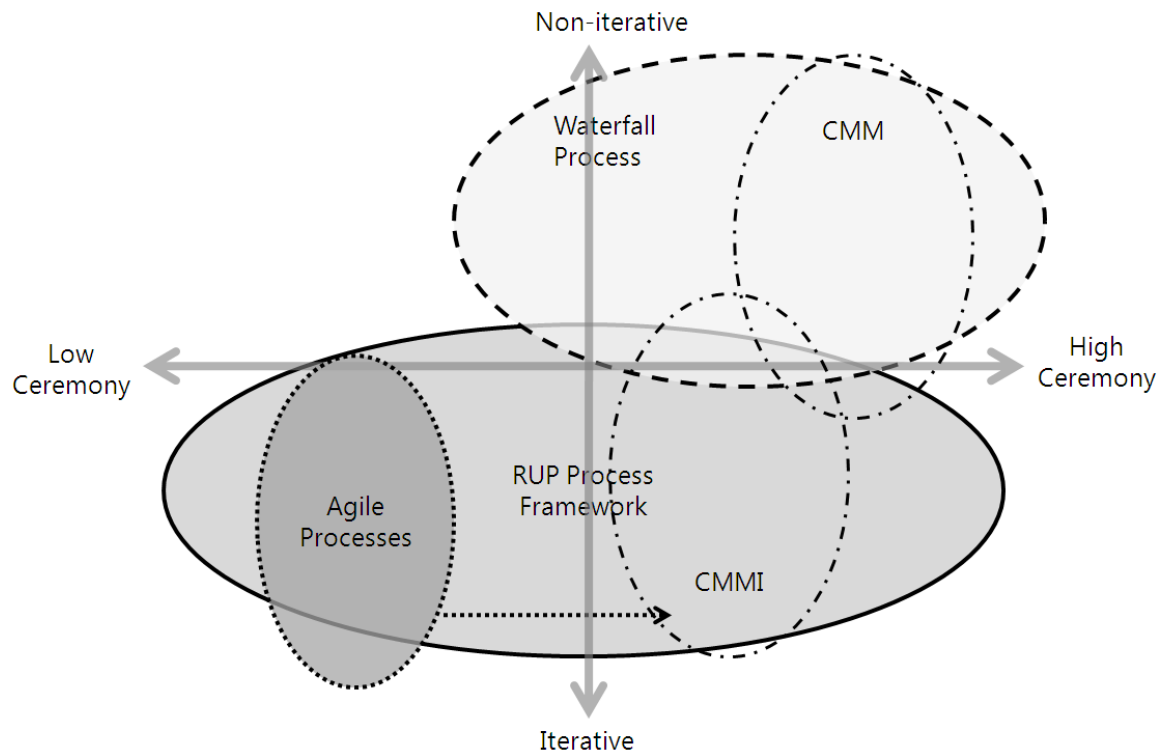 Non-iterative
Waterfall
Process
CMM
Low
Ceremony
High
Ceremony
RUP Process
Framework
Agile
Processes
CMMI
Iterative